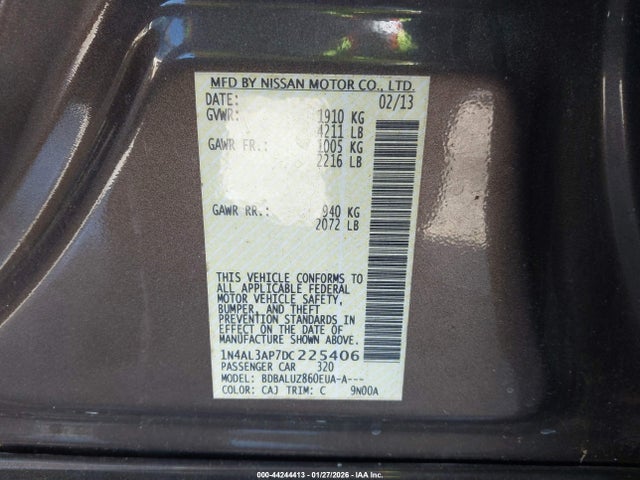 MFD BY NISSAN MOTOR CO., LTD.
DATE: 02/13
GVWR: 1910 KG
4211 LB
GAWR FR.: 1005 KG
2216 LB
GAWR RR.: 940 KG
2072 LB
THIS VEHICLE CONFORMS TO
ALL APPLICABLE FEDERAL
MOTOR VEHICLE SAFETY,
BUMPER, AND THEFT
PREVENTION STANDARDS IN
EFFECT ON THE DATE OF
MANUFACTURE SHOWN ABOVE.
1N4AL3AP7DC225406
PASSENGER CAR 320
MODEL: BDBALUZ860EUA-A---
COLOR: CAJ TRIM: C 9N00A
000-44244413 | 01/27/2026 - IAA Inc.